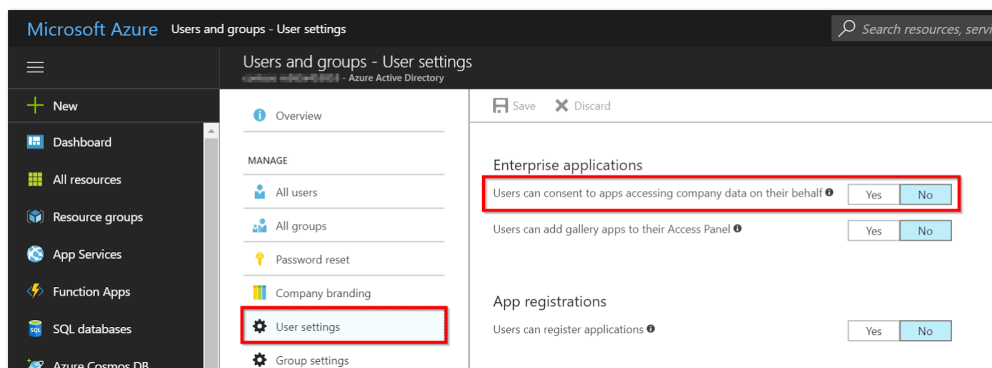 Microsoft Azure Users and groups - User settings
Search resources, servi
Users and groups - User settings
- Azure Active Directory
New
Dashboard
All resources
Resource groups
App Services
Function Apps
SQL databases
Azure Cosmos DB
Overview
MANAGE
All users
All groups
Password reset
Company branding
User settings
Group settings
Save Discard
Enterprise applications
Users can consent to apps accessing company data on their behalf Yes No
Users can add gallery apps to their Access Panel Yes No
App registrations
Users can register applications Yes No